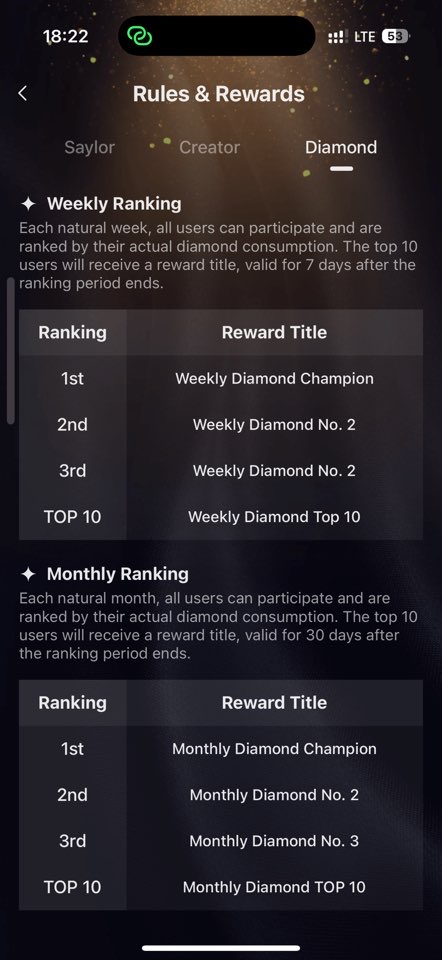 18:22
LTE
53
Rules & Rewards
Saylor
Creator
Diamond
Weekly Ranking
Each natural week, all users can participate and are
ranked by their actual diamond consumption. The top 10
users will receive a reward title, valid for 7 days after the
ranking period ends.
Ranking Reward Title
1st Weekly Diamond Champion
2nd Weekly Diamond No. 2
3rd Weekly Diamond No. 2
TOP 10 Weekly Diamond Top 10
Monthly Ranking
Each natural month, all users can participate and are
ranked by their actual diamond consumption. The top 10
users will receive a reward title, valid for 30 days after
the ranking period ends.
Ranking Reward Title
1st Monthly Diamond Champion
2nd Monthly Diamond No. 2
3rd Monthly Diamond No. 3
TOP 10 Monthly Diamond TOP 10